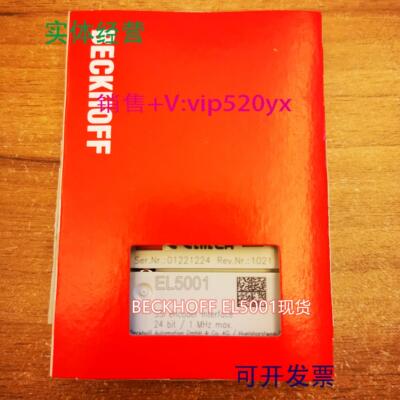 实体经营
BECKHOFF
销售+V:vip520yx
Ser.Nr.: 01221224 Rev.Nr.: 1021
EL5001
BECKHOFF EL5001现货
24 bit / 1 MHz max.
可开发票